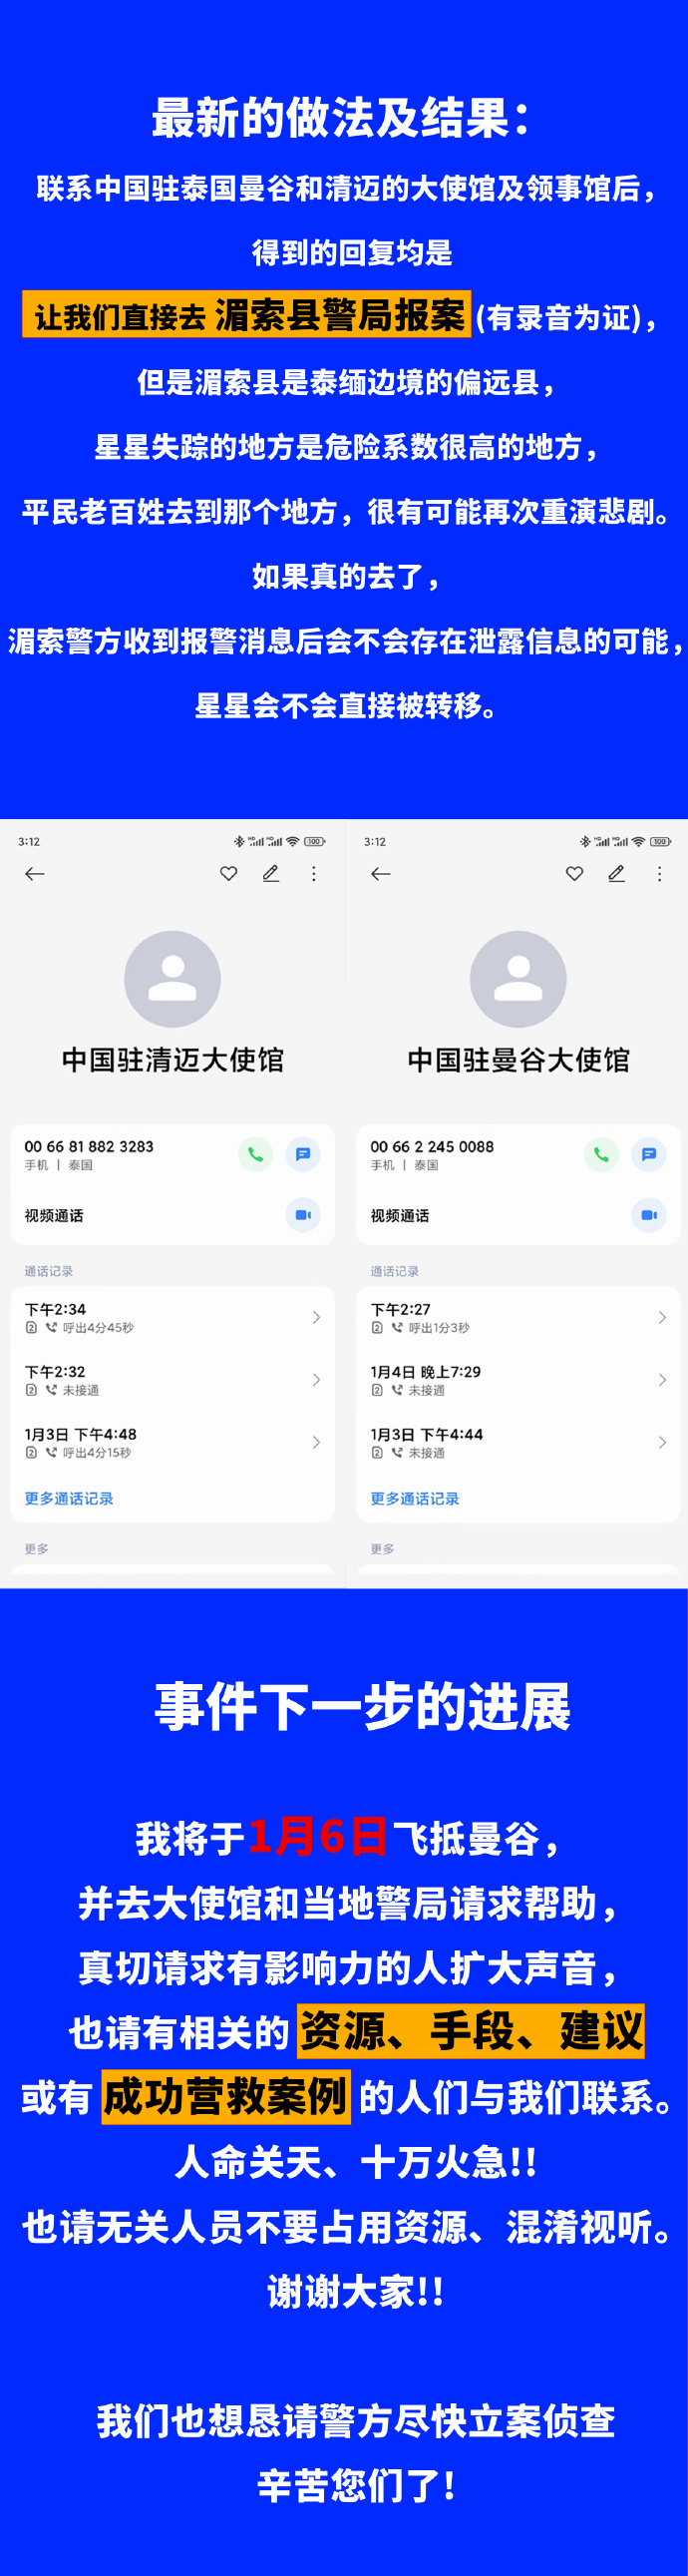 最新的做法及结果：
联系中国驻泰国曼谷和清迈的大使馆及领事馆后，
得到的回复均是
让我们直接去 湄索县警局报案 (有录音为证)，
但是湄索县是泰缅边境的偏远县，
星星失踪的地方是危险系数很高的地方，
平民老百姓去到那个地方，很有可能再次重演悲剧。
如果真的去了，
湄索警方收到报警消息后会不会存在泄露信息的可能，
星星会不会直接被转移。
3:12
100
中国驻清迈大使馆
00 66 81 882 3283
手机 | 泰国
视频通话
通话记录
下午2:34
2 呼出4分45秒
下午2:32
2 未接通
1月3日 下午4:48
2 呼出4分15秒
更多通话记录
更多
3:12
100
中国驻曼谷大使馆
00 66 2 245 0088
手机 | 泰国
视频通话
通话记录
下午2:27
2 呼出1分3秒
1月4日 晚上7:29
2 未接通
1月3日 下午4:44
2 未接通
更多通话记录
更多
事件下一步的进展
我将于1月6日飞抵曼谷，
并去大使馆和当地警局请求帮助，
真切请求有影响力的人扩大声音，
也请有相关的 资源、手段、建议
或有 成功营救案例 的人们与我们联系。
人命关天、十万火急!!
也请无关人员不要占用资源、混淆视听。
谢谢大家!!
我们也想恳请警方尽快立案侦查
辛苦您们了!